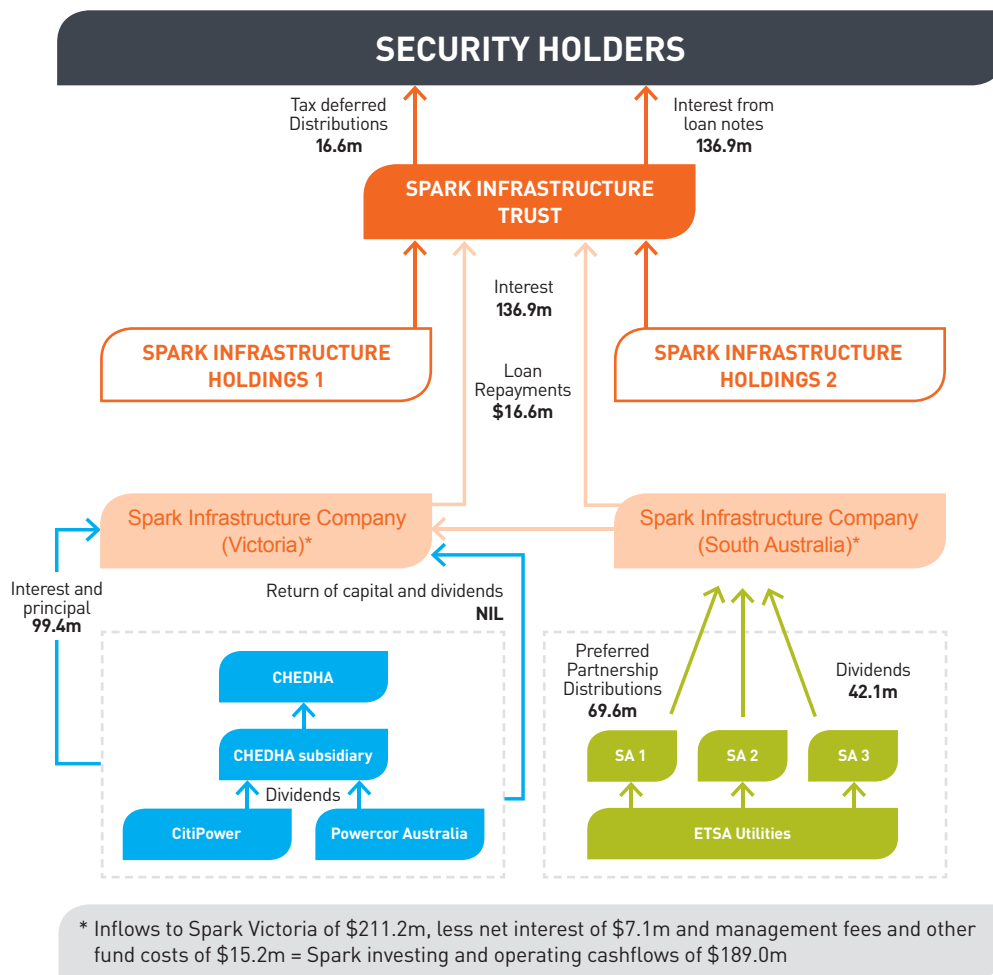 SECURITY HOLDERS
Tax deferred
Distributions
16.6m
Interest from
loan notes
136.9m
SPARK INFRASTRUCTURE
TRUST
Interest
136.9m
SPARK INFRASTRUCTURE
HOLDINGS 1
SPARK INFRASTRUCTURE
HOLDINGS 2
Loan
Repayments
$16.6m
Spark Infrastructure Company
(Victoria)*
Spark Infrastructure Company
(South Australia)*
Interest and
principal
99.4m
Return of capital and dividends
NIL
CHEDHA
CHEDHA subsidiary
Dividends
CitiPower
Powercor Australia
Preferred
Partnership
Distributions
69.6m
Dividends
42.1m
SA 1
SA 2
SA 3
ETSA Utilities
* Inflows to Spark Victoria of $211.2m, less net interest of $7.1m and management fees and other
fund costs of $15.2m = Spark investing and operating cashflows of $189.0m